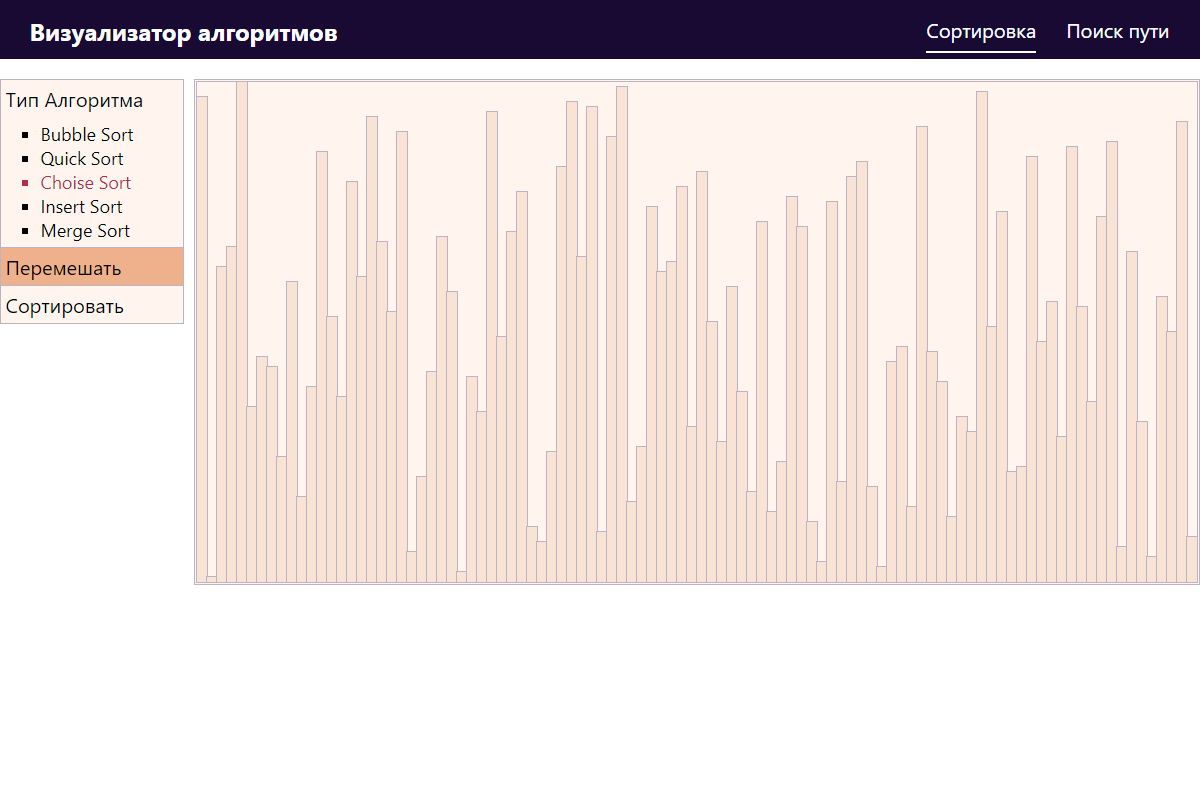 Визуализатор алгоритмов
Сортировка
Поиск пути
Тип Алгоритма
Bubble Sort
Quick Sort
Choise Sort
Insert Sort
Merge Sort
Перемешать
Сортировать